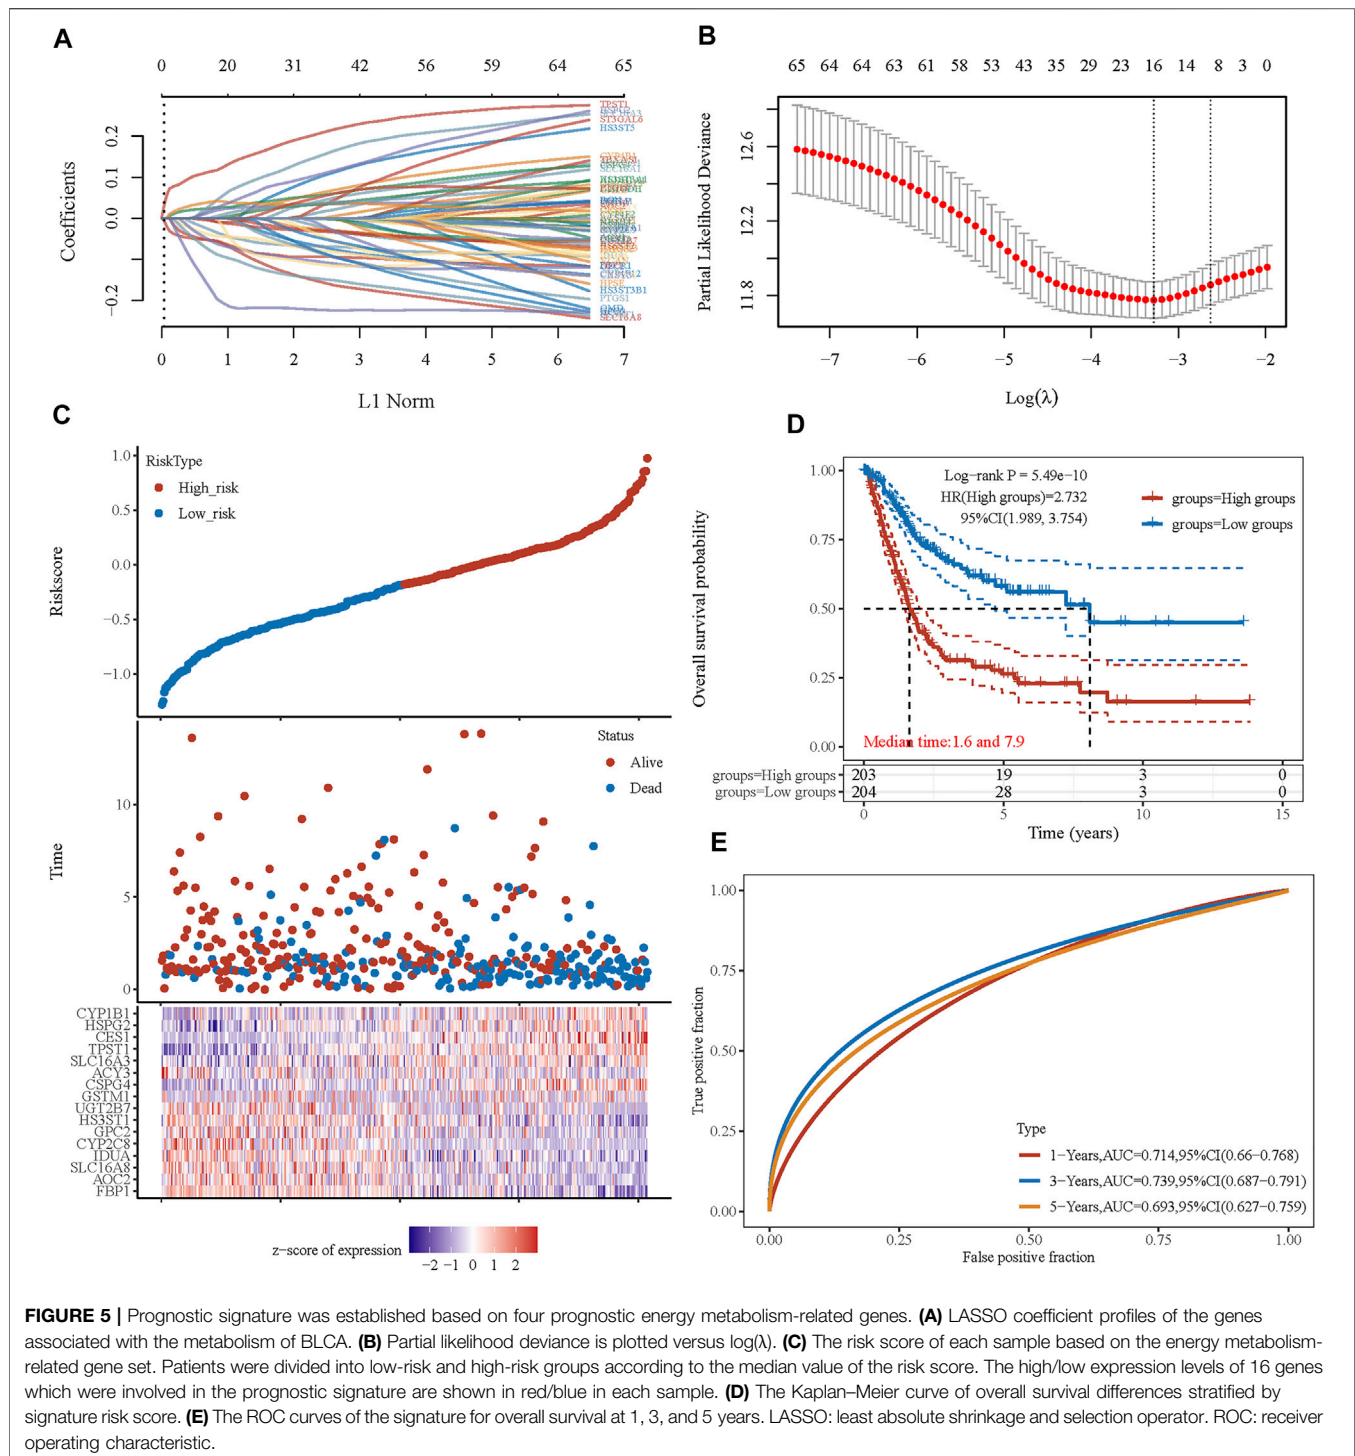 A
0 20 31 42 56 59 64 65
Coefficients
0.2
0.1
0.0
−0.2
TPST1
ST3GAL6
HS3ST5
HPSE
HS3ST3B1
PTGS1
SLC16A8
0 1 2 3 4 5 6 7
L1 Norm
B
65 64 64 63 61 58 53 43 35 29 23 16 14 8 3 0
Partial Likelihood Deviance
12.6
12.2
11.8
−7 −6 −5 −4 −3 −2
Log(λ)
C
RiskType
High_risk
Low_risk
Riskscore
1.0
0.5
0.0
−0.5
−1.0
Status
Alive
Dead
Time
10
5
0
CYP1B1
HSPG2
CES1
TPST1
SLC16A3
ACY3
CSPG4
GSTM1
UGT2B7
HS3ST1
GPC2
CYP2C8
IDUA
SLC16A8
AOC2
FBP1
z−score of expression
−2 −1 0 1 2
D
Log−rank P = 5.49e−10
HR(High groups)=2.732
95%CI(1.989, 3.754)
groups=High groups
groups=Low groups
Overall survival probability
1.00
0.75
0.50
0.25
0.00
Median time:1.6 and 7.9
groups=High groups 203 19 3 0
groups=Low groups 204 28 3 0
0 5 10 15
Time (years)
E
True positive fraction
1.00
0.75
0.50
0.25
0.00
Type
1−Years,AUC=0.714,95%CI(0.66−0.768)
3−Years,AUC=0.739,95%CI(0.687−0.791)
5−Years,AUC=0.693,95%CI(0.627−0.759)
0.00 0.25 0.50 0.75 1.00
False positive fraction
FIGURE 5 | Prognostic signature was established based on four prognostic energy metabolism-related genes. (A) LASSO coefficient profiles of the genes
associated with the metabolism of BLCA. (B) Partial likelihood deviance is plotted versus log(λ). (C) The risk score of each sample based on the energy metabolism-
related gene set. Patients were divided into low-risk and high-risk groups according to the median value of the risk score. The high/low expression levels of 16 genes
which were involved in the prognostic signature are shown in red/blue in each sample. (D) The Kaplan–Meier curve of overall survival differences stratified by
signature risk score. (E) The ROC curves of the signature for overall survival at 1, 3, and 5 years. LASSO: least absolute shrinkage and selection operator. ROC: receiver
operating characteristic.